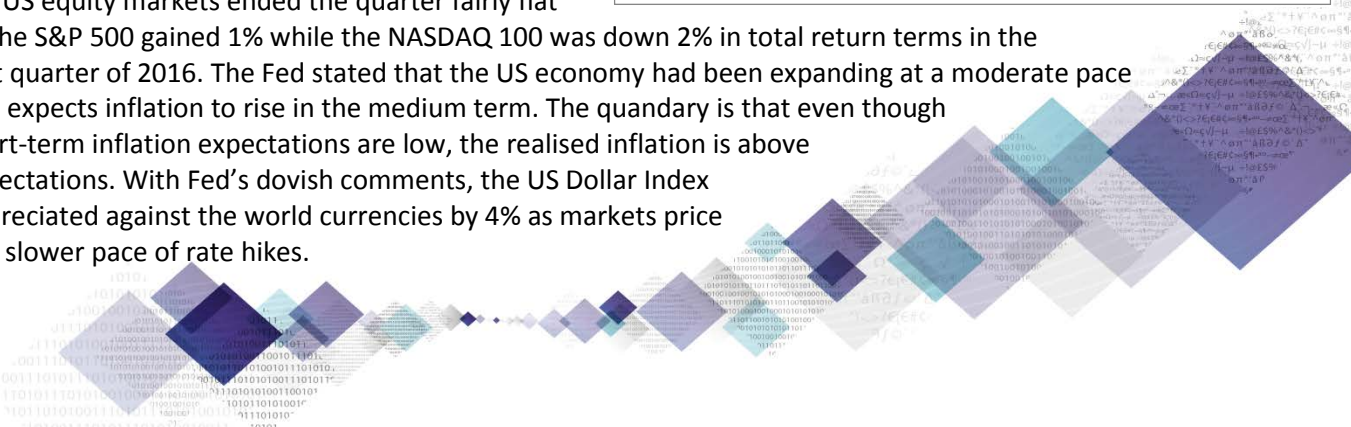 US equity markets ended the quarter fairly flat
he S&P 500 gained 1% while the NASDAQ 100 was down 2% in total return terms in the
t quarter of 2016. The Fed stated that the US economy had been expanding at a moderate pace
expects inflation to rise in the medium term. The quandary is that even though
rt-term inflation expectations are low, the realised inflation is above
ectations. With Fed's dovish comments, the US Dollar Index
reciated against the world currencies by 4% as markets price
slower pace of rate hikes.